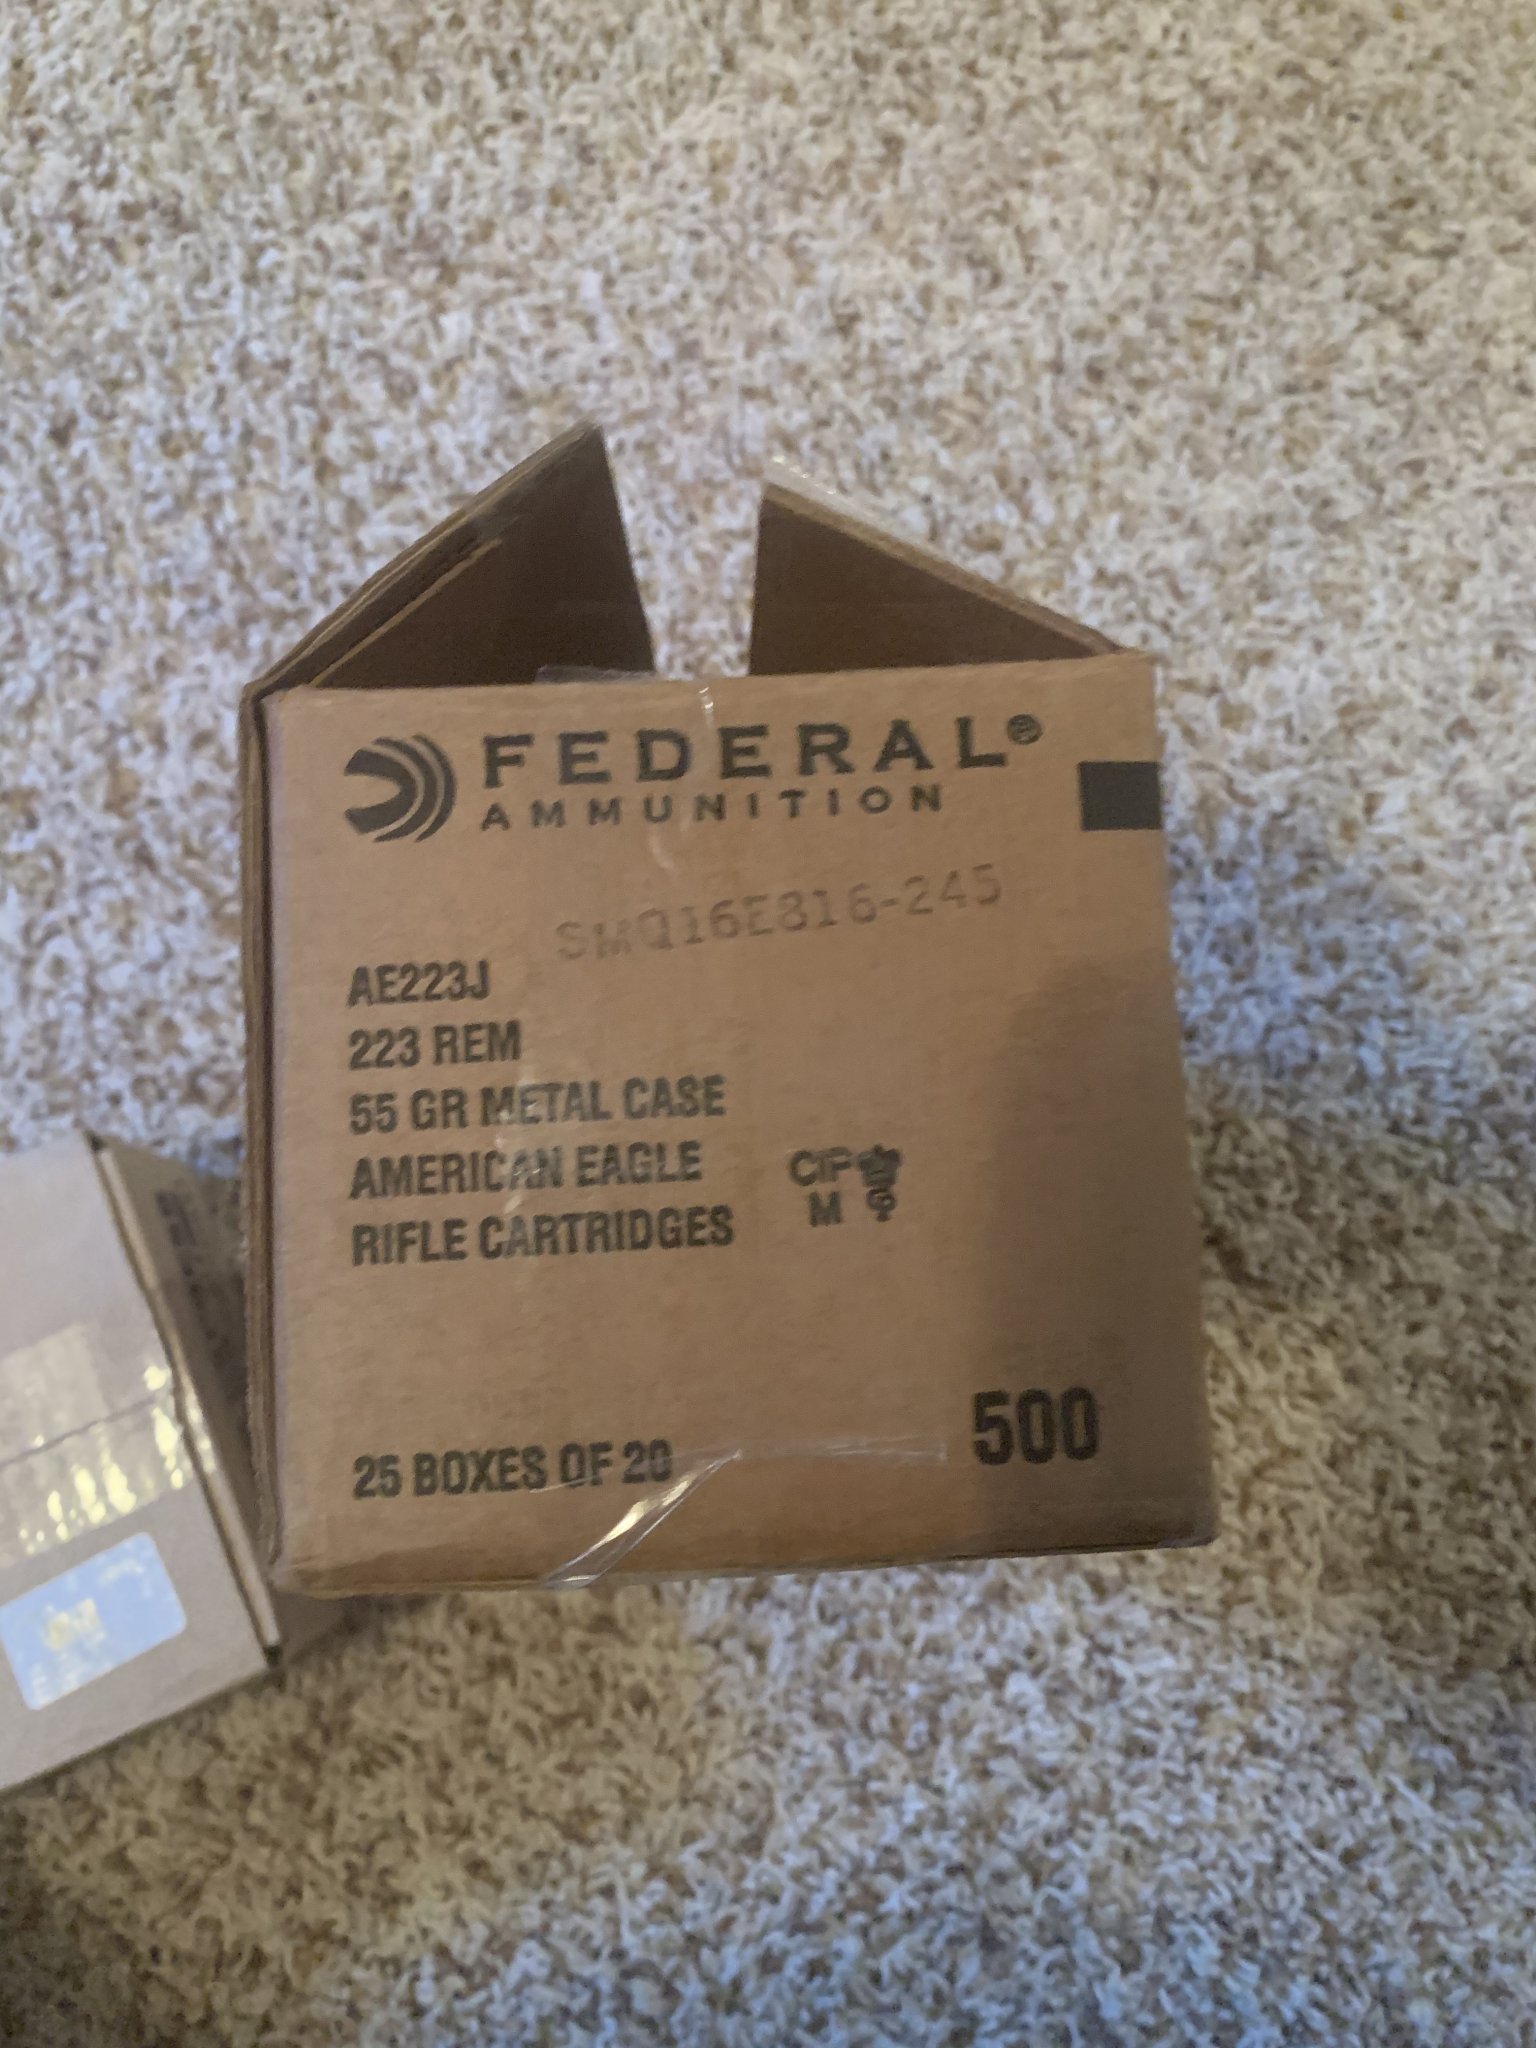 FEDERAL®
AMMUNITION
SMQ16E816-245
AE223J
223 REM
55 GR METAL CASE
AMERICAN EAGLE
RIFLE CARTRIDGES
CIP
M
25 BOXES OF 20
500